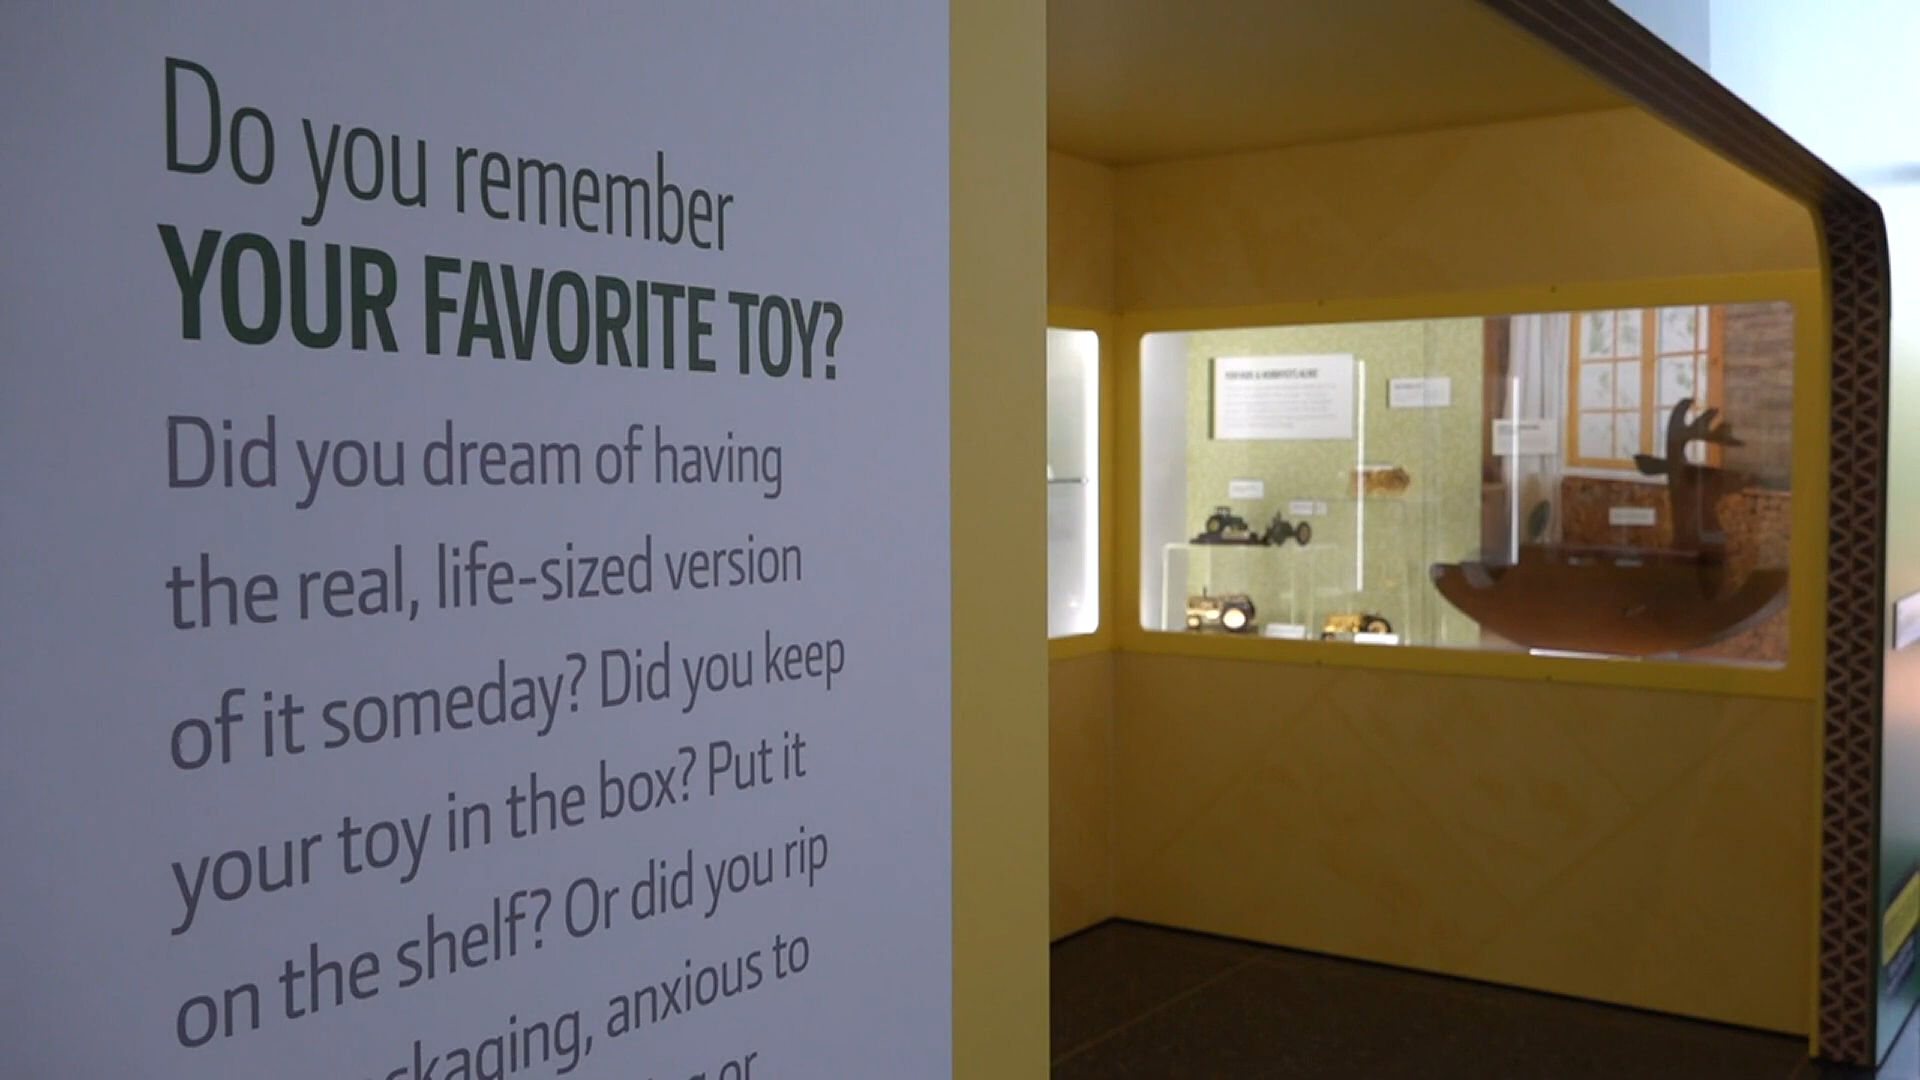 Do you remember
YOUR FAVORITE TOY?
Did you dream of having
the real, life-sized version
of it someday? Did you keep
your toy in the box? Put it
on the shelf? Or did you rip
ckaging, anxious to
or